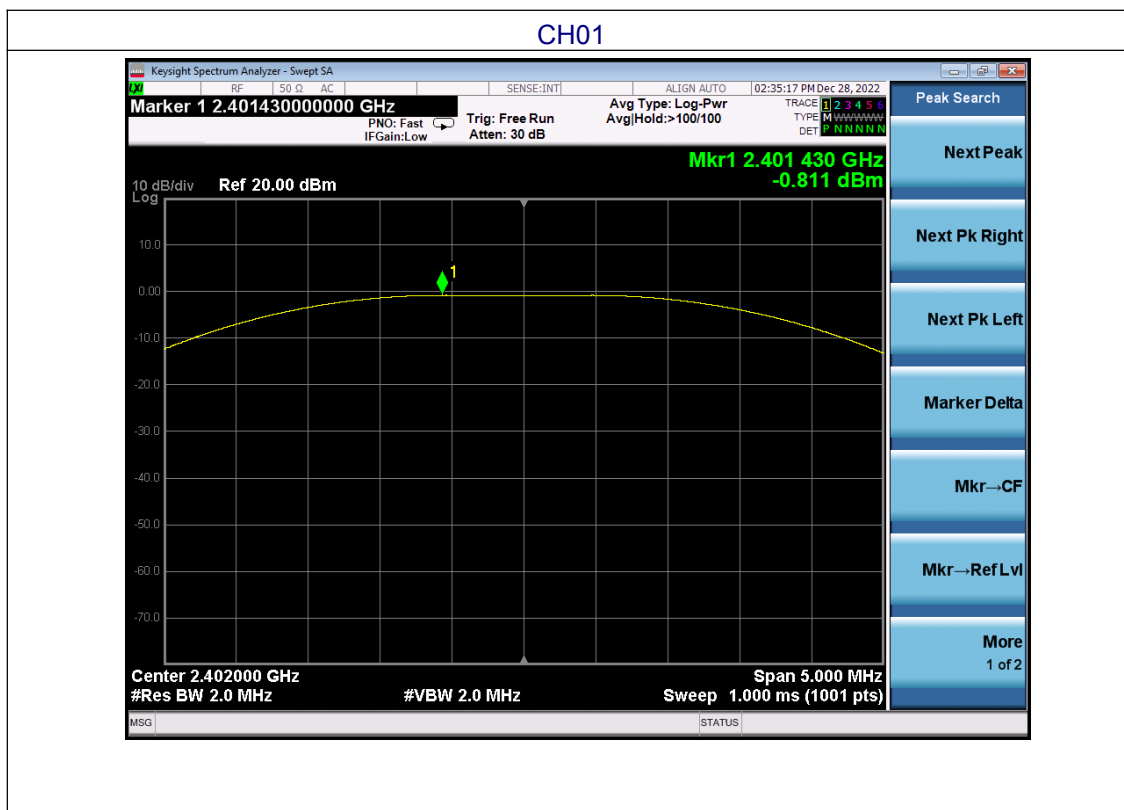 CH01
Keysight Spectrum Analyzer - Swept SA
LXI RF 50 Ω AC SENSE:INT ALIGN AUTO 02:35:17 PM Dec 28, 2022
Marker 1 2.401430000000 GHz
PNO: Fast
IFGain:Low
Trig: Free Run
Atten: 30 dB
Avg Type: Log-Pwr
Avg|Hold:>100/100
TRACE 1 2 3 4 5 6
TYPE M WWWWW
DET P N N N N N
Mkr1 2.401 430 GHz
-0.811 dBm
10 dB/div Ref 20.00 dBm
Log
10.0
1
0.00
-10.0
-20.0
-30.0
-40.0
-50.0
-60.0
-70.0
Center 2.402000 GHz Span 5.000 MHz
#Res BW 2.0 MHz #VBW 2.0 MHz Sweep 1.000 ms (1001 pts)
MSG STATUS
Peak Search
Next Peak
Next Pk Right
Next Pk Left
Marker Delta
Mkr→CF
Mkr→Ref Lvl
More
1 of 2